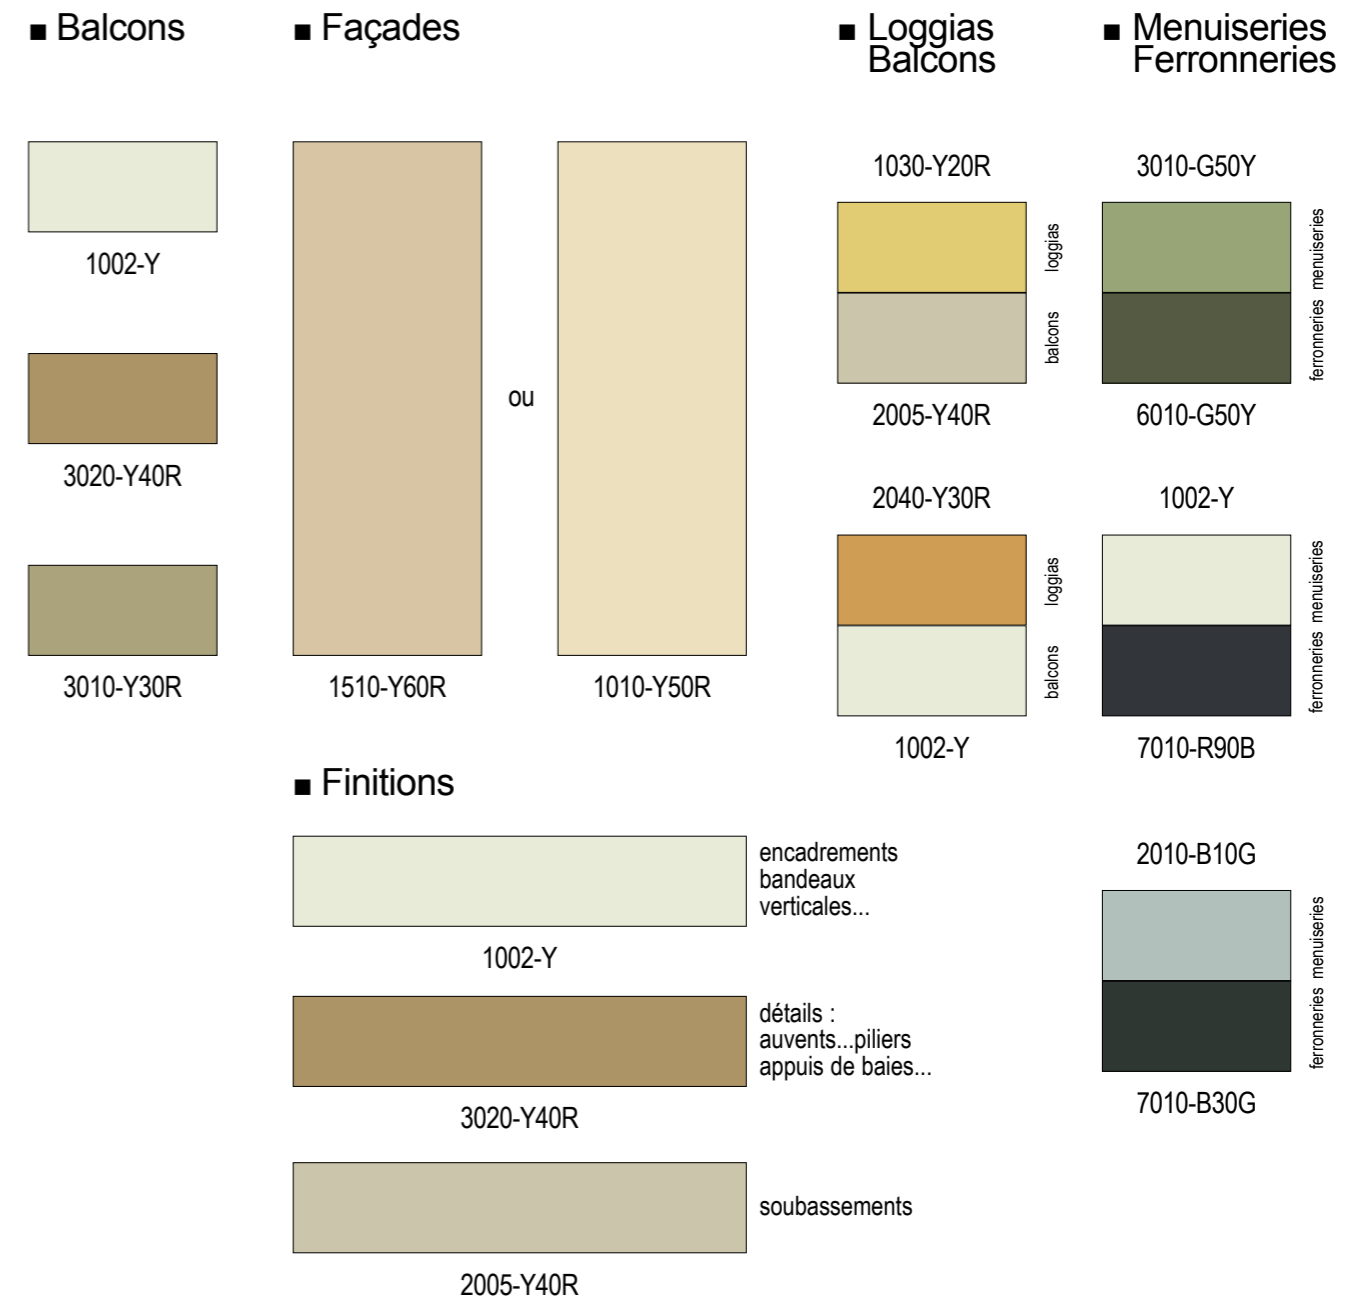 ■ Balcons
1002-Y
3020-Y40R
3010-Y30R
■ Façades
1510-Y60R
ou
1010-Y50R
■ Finitions
encadrements
bandeaux
verticales...
1002-Y
détails :
auvents...piliers
appuis de baies...
3020-Y40R
soubassements
2005-Y40R
■ Loggias
Balcons
1030-Y20R
loggias
balcons
2005-Y40R
2040-Y30R
loggias
balcons
1002-Y
■ Menuiseries
Ferronneries
3010-G50Y
menuiseries
ferronneries
6010-G50Y
1002-Y
menuiseries
ferronneries
7010-R90B
2010-B10G
menuiseries
ferronneries
7010-B30G